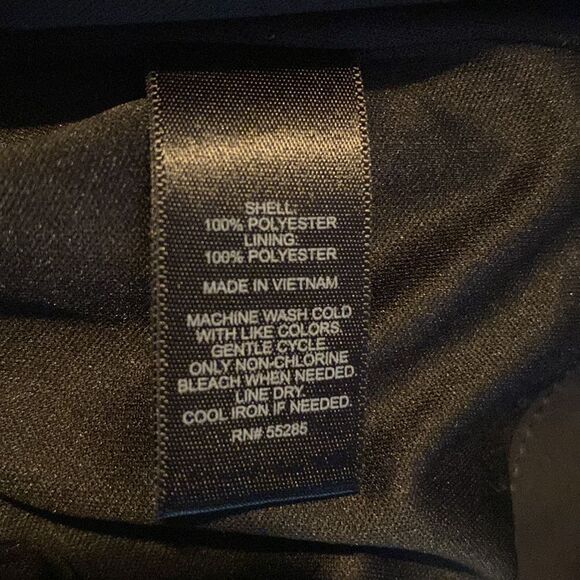 SHELL:
100% POLYESTER
LINING:
100% POLYESTER
MADE IN VIETNAM
MACHINE WASH COLD
WITH LIKE COLORS,
GENTLE CYCLE.
ONLY NON-CHLORINE
BLEACH WHEN NEEDED.
LINE DRY.
COOL IRON IF NEEDED.
RN# 55285